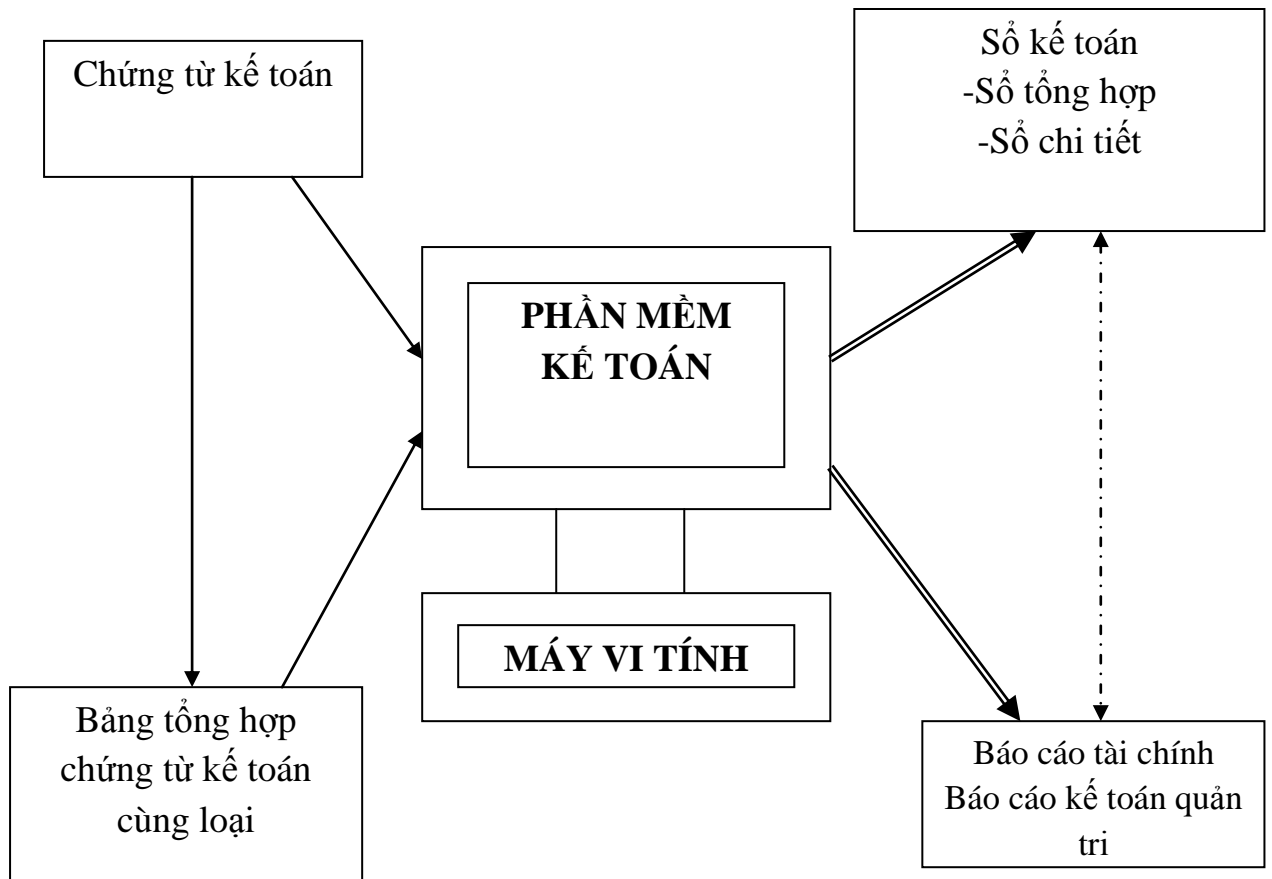 Chứng từ kế toán
Sổ kế toán
-Sổ tổng hợp
-Sổ chi tiết
PHẦN MỀM
KẾ TOÁN
MÁY VI TÍNH
Bảng tổng hợp
chứng từ kế toán
cùng loại
Báo cáo tài chính
Báo cáo kế toán quản
tri